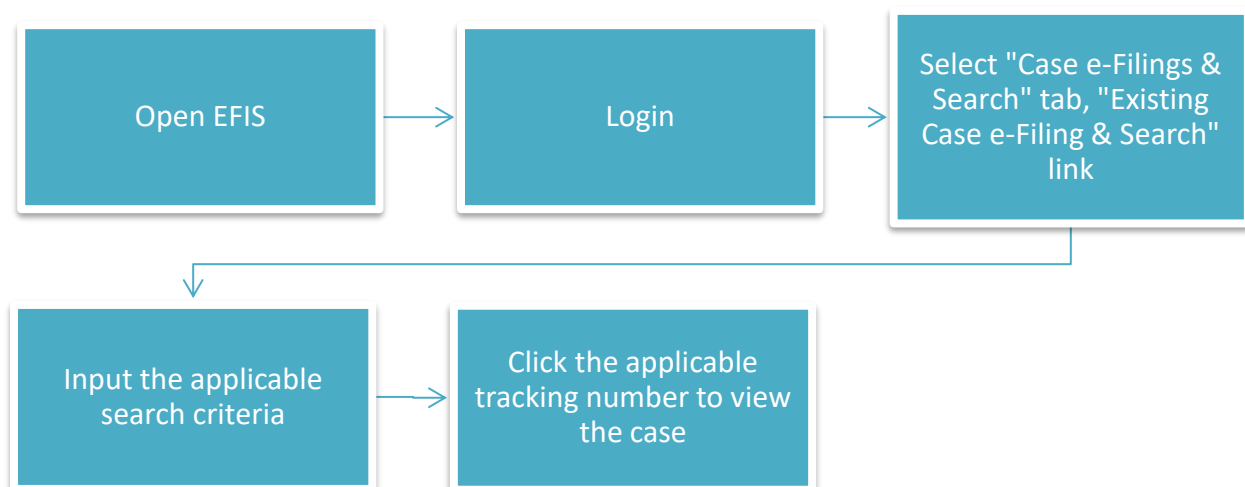 Open EFIS
Login
Select "Case e-Filings &
Search" tab, "Existing
Case e-Filing & Search"
link
Input the applicable
search criteria
Click the applicable
tracking number to view
the case